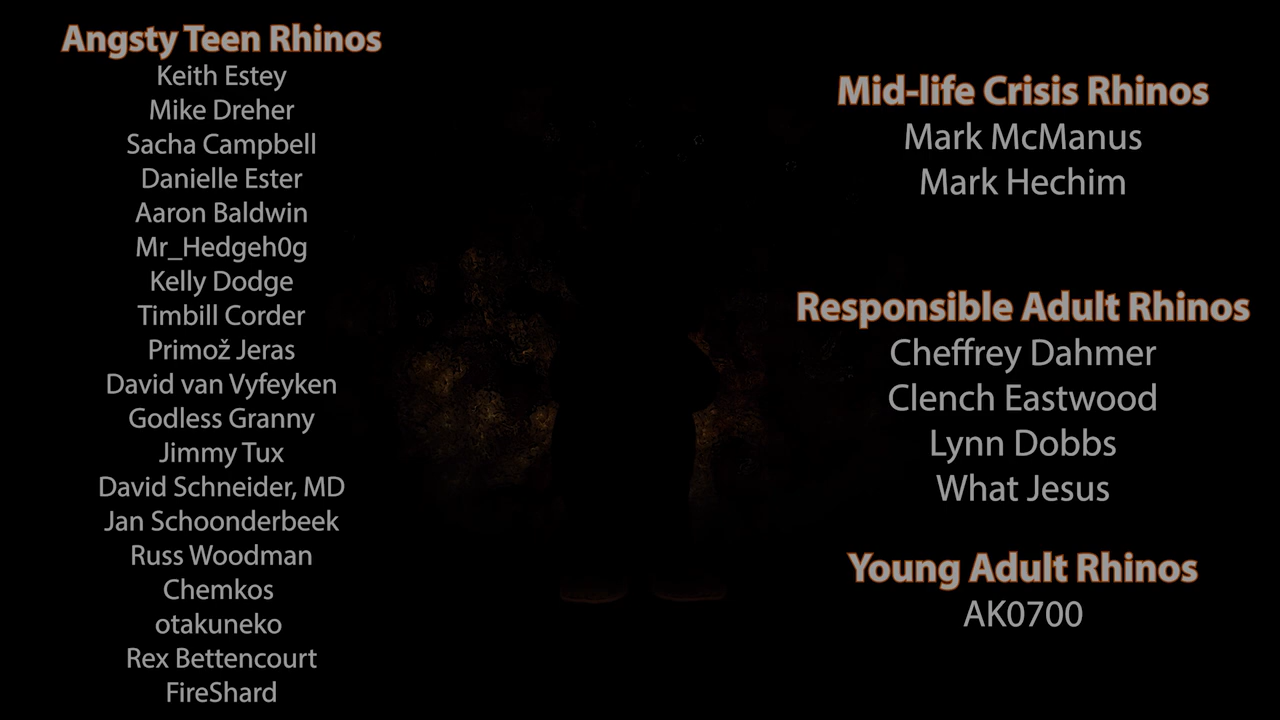 Angsty Teen Rhinos
Keith Estey
Mike Dreher
Sacha Campbell
Danielle Ester
Aaron Baldwin
Mr_Hedgeh0g
Kelly Dodge
Timbill Corder
Primož Jeras
David van Vyfeyken
Godless Granny
Jimmy Tux
David Schneider, MD
Jan Schoonderbeek
Russ Woodman
Chemkos
otakuneko
Rex Bettencourt
FireShard
Mid-life Crisis Rhinos
Mark McManus
Mark Hechim
Responsible Adult Rhinos
Cheffrey Dahmer
Clench Eastwood
Lynn Dobbs
What Jesus
Young Adult Rhinos
AK0700